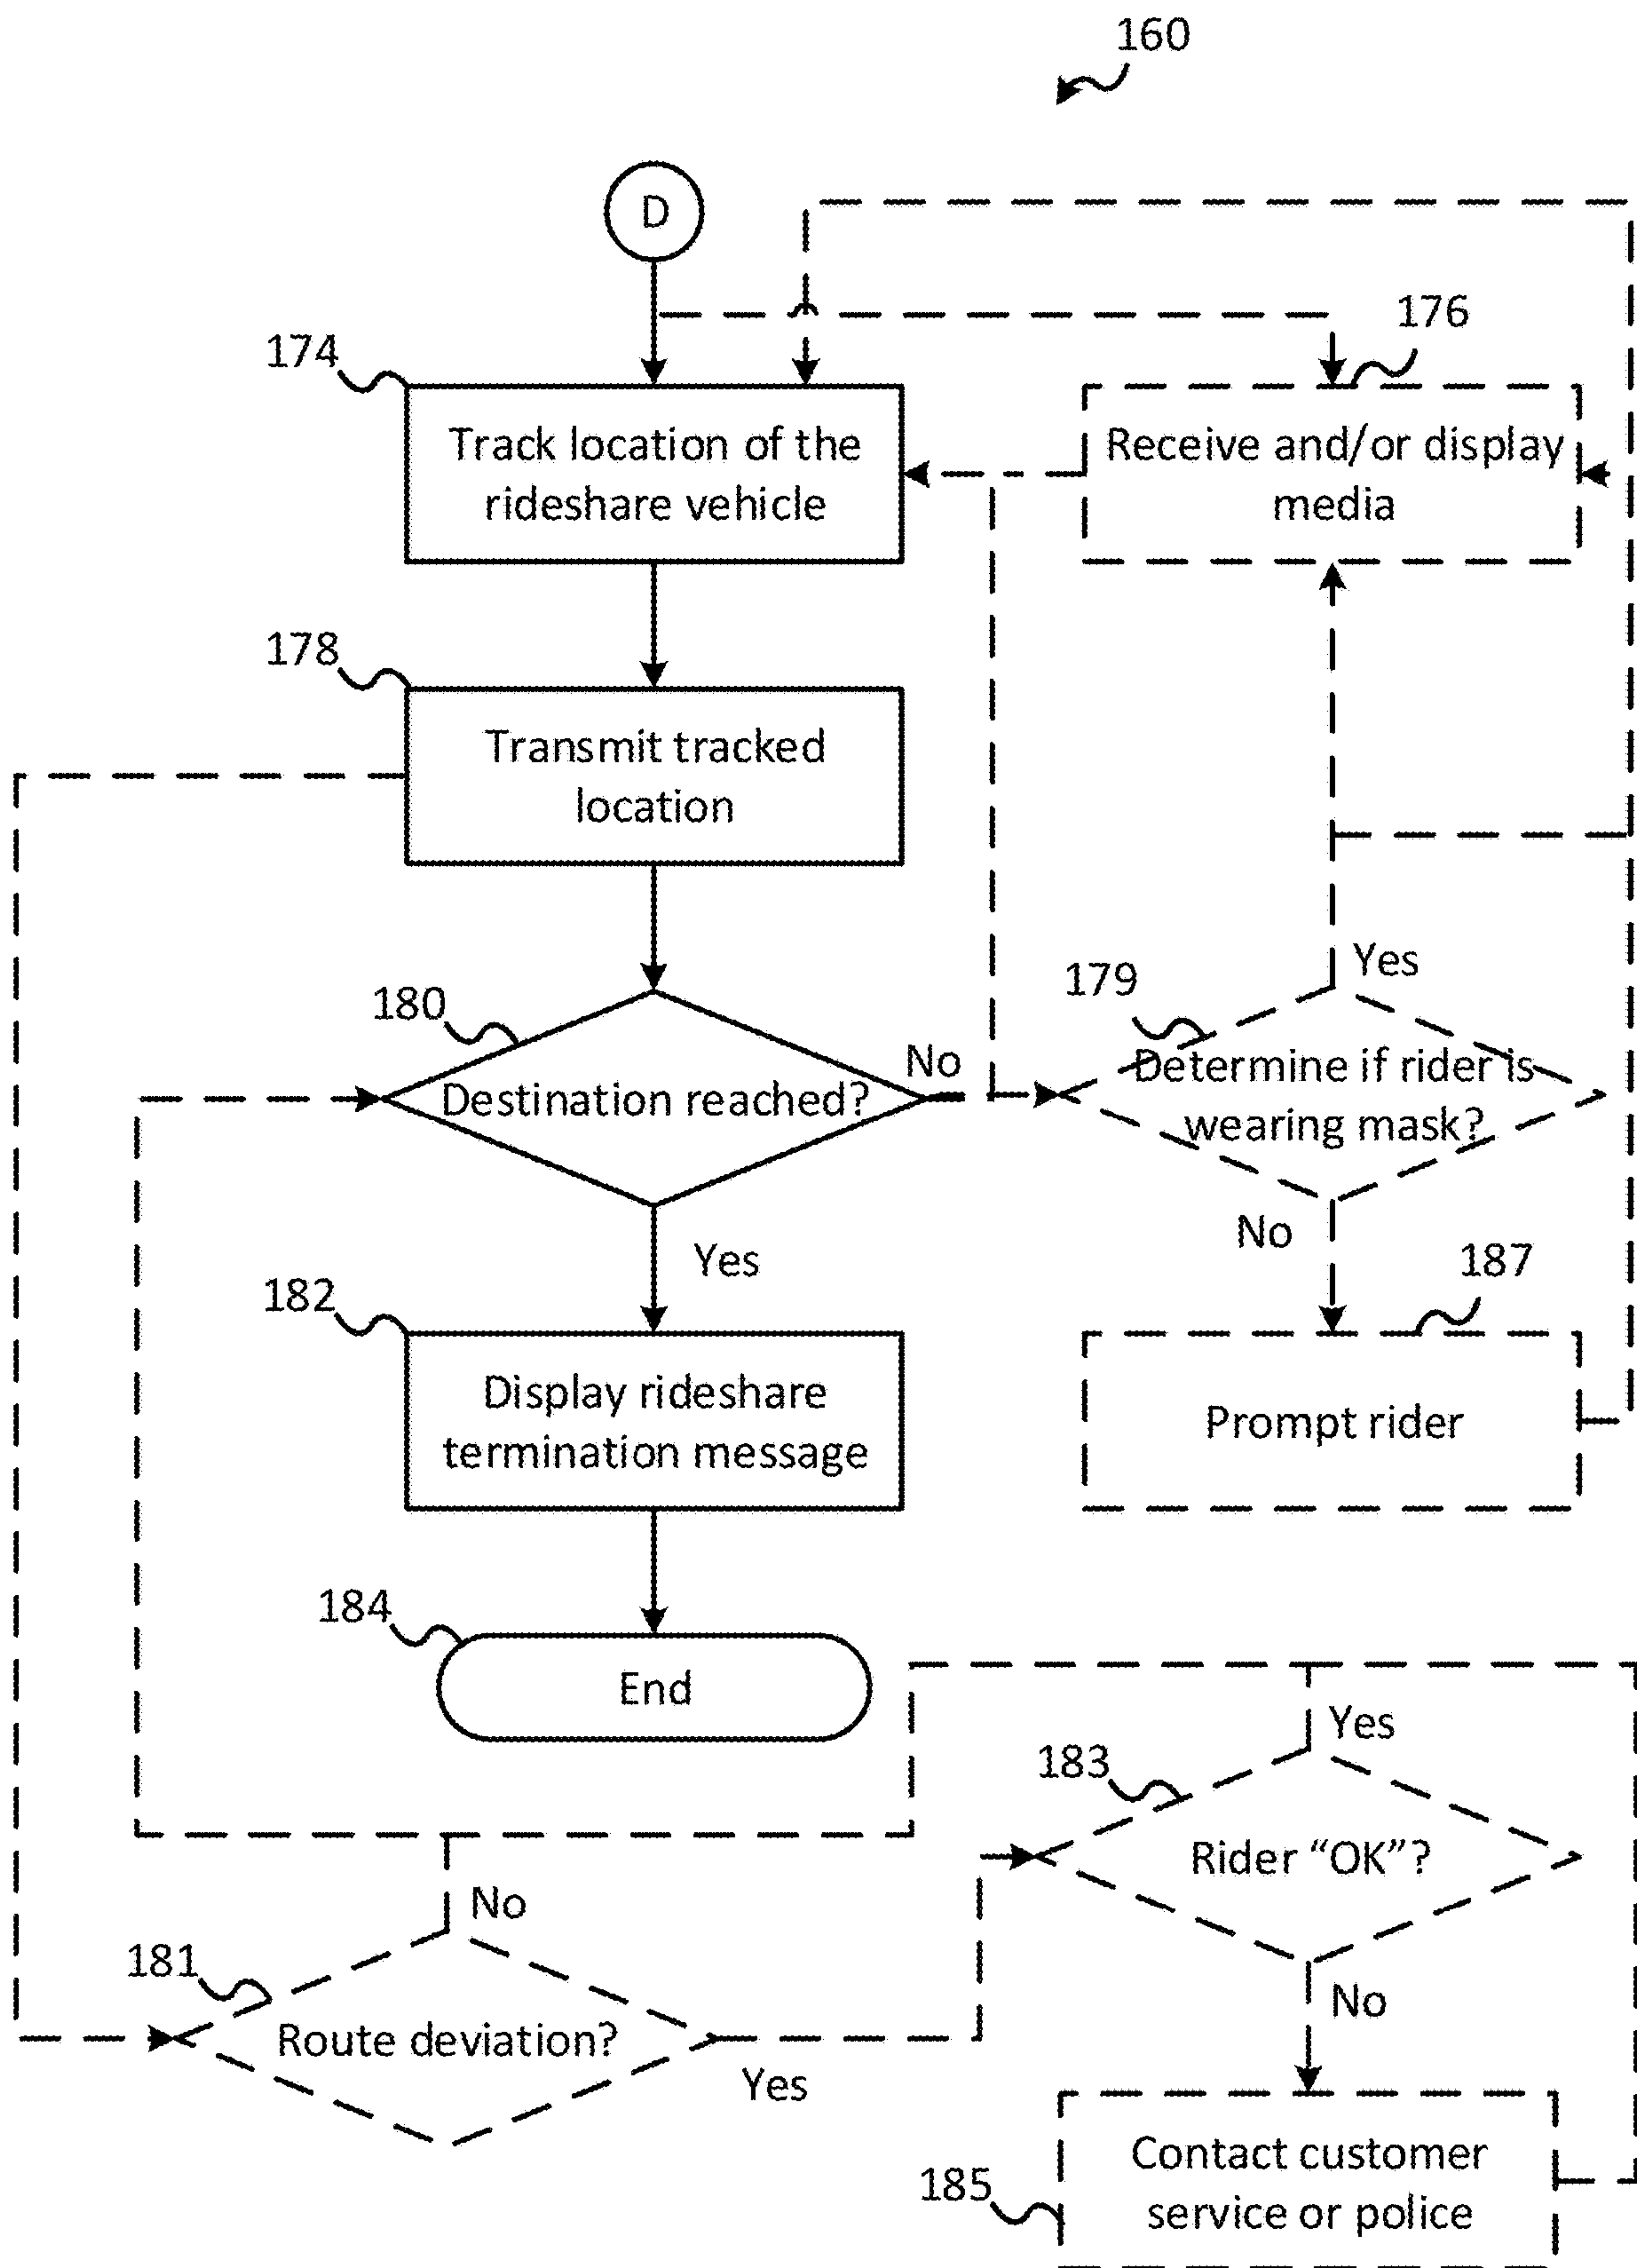 160
D
176
174
Track location of the
rideshare vehicle
Receive and/or display
media
178
Transmit tracked
location
Yes
179
180
No
Destination reached?
Determine if rider is
wearing mask?
No
Yes
187
182
Display rideshare
termination message
Prompt rider
184
End
Yes
183
Rider “OK”?
No
181
No
Route deviation?
Yes
Contact customer
service or police
185